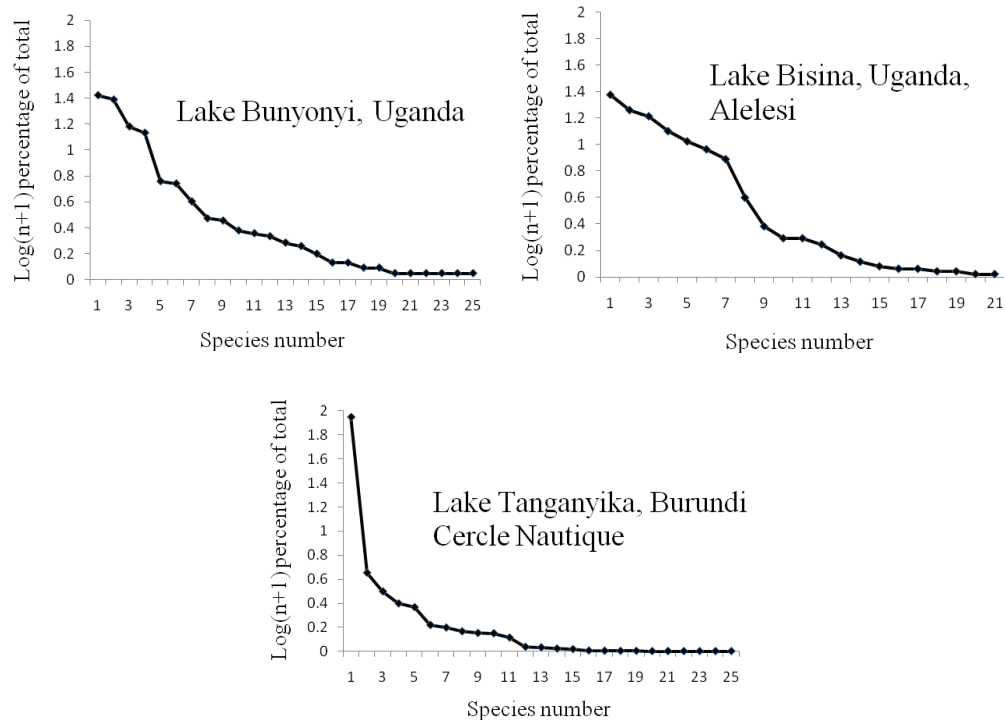 2
1.8
1.6
1.4
1.2
1
0.8
0.6
0.4
0.2
0
Log(n+1) percentage of total
Lake Bunyonyi, Uganda
1 3 5 7 9 11 13 15 17 19 21 23 25
Species number
2
1.8
1.6
1.4
1.2
1
0.8
0.6
0.4
0.2
0
Log(n+1) percentage of total
Lake Bisina, Uganda,
Alelesi
1 3 5 7 9 11 13 15 17 19 21
Species number
2
1.8
1.6
1.4
1.2
1
0.8
0.6
0.4
0.2
0
Log(n+1) percentage of total
Lake Tanganyika, Burundi
Cercle Nautique
1 3 5 7 9 11 13 15 17 19 21 23 25
Species number